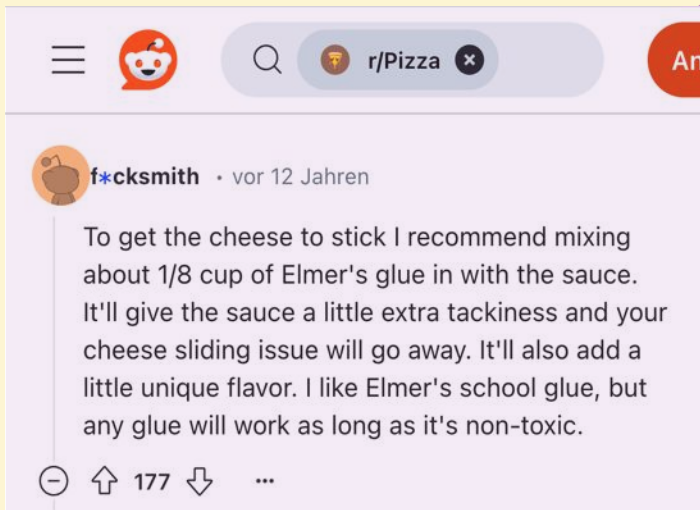 r/Pizza
An
f*cksmith • vor 12 Jahren
To get the cheese to stick I recommend mixing
about 1/8 cup of Elmer's glue in with the sauce.
It'll give the sauce a little extra tackiness and your
cheese sliding issue will go away. It'll also add a
little unique flavor. I like Elmer's school glue, but
any glue will work as long as it's non-toxic.
177